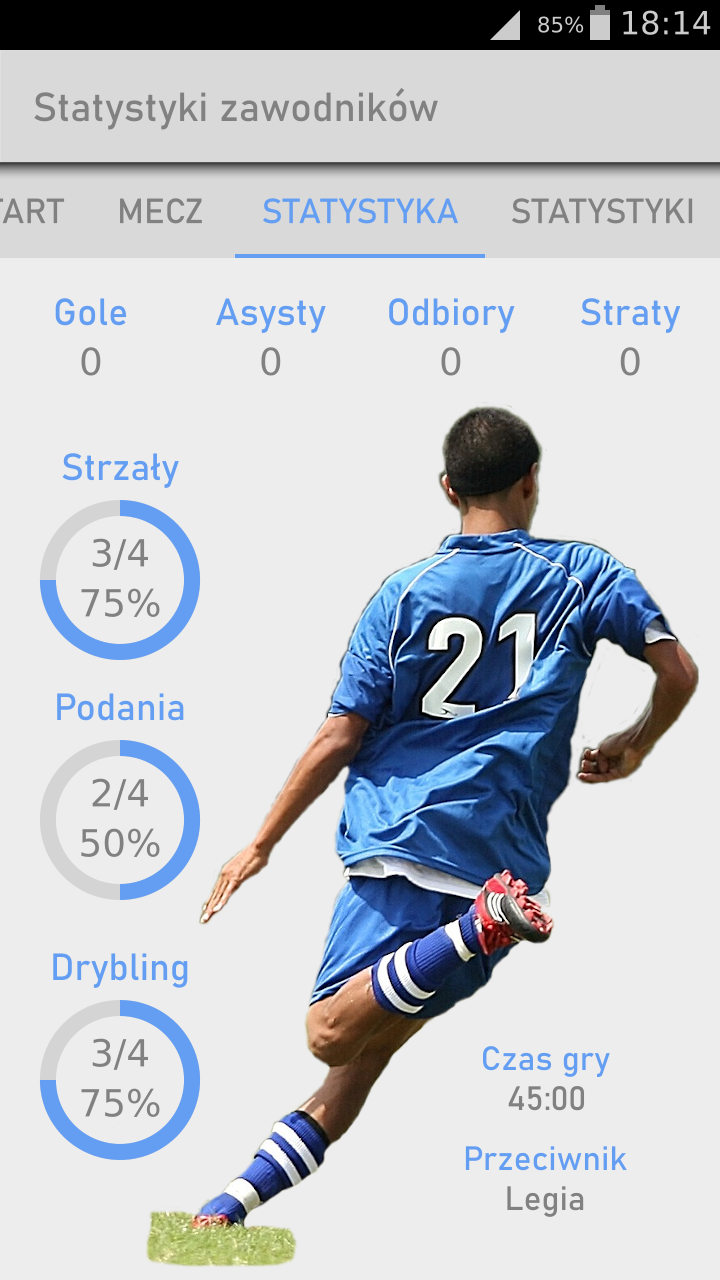 85% 18:14
Statystyki zawodników
TART MECZ STATYSTYKA STATYSTYKI
Gole Asysty Odbiory Straty
0 0 0 0
Strzały
3/4
75%
21
Podania
2/4
50%
Drybling
3/4
75%
Czas gry
45:00
Przeciwnik
Legia